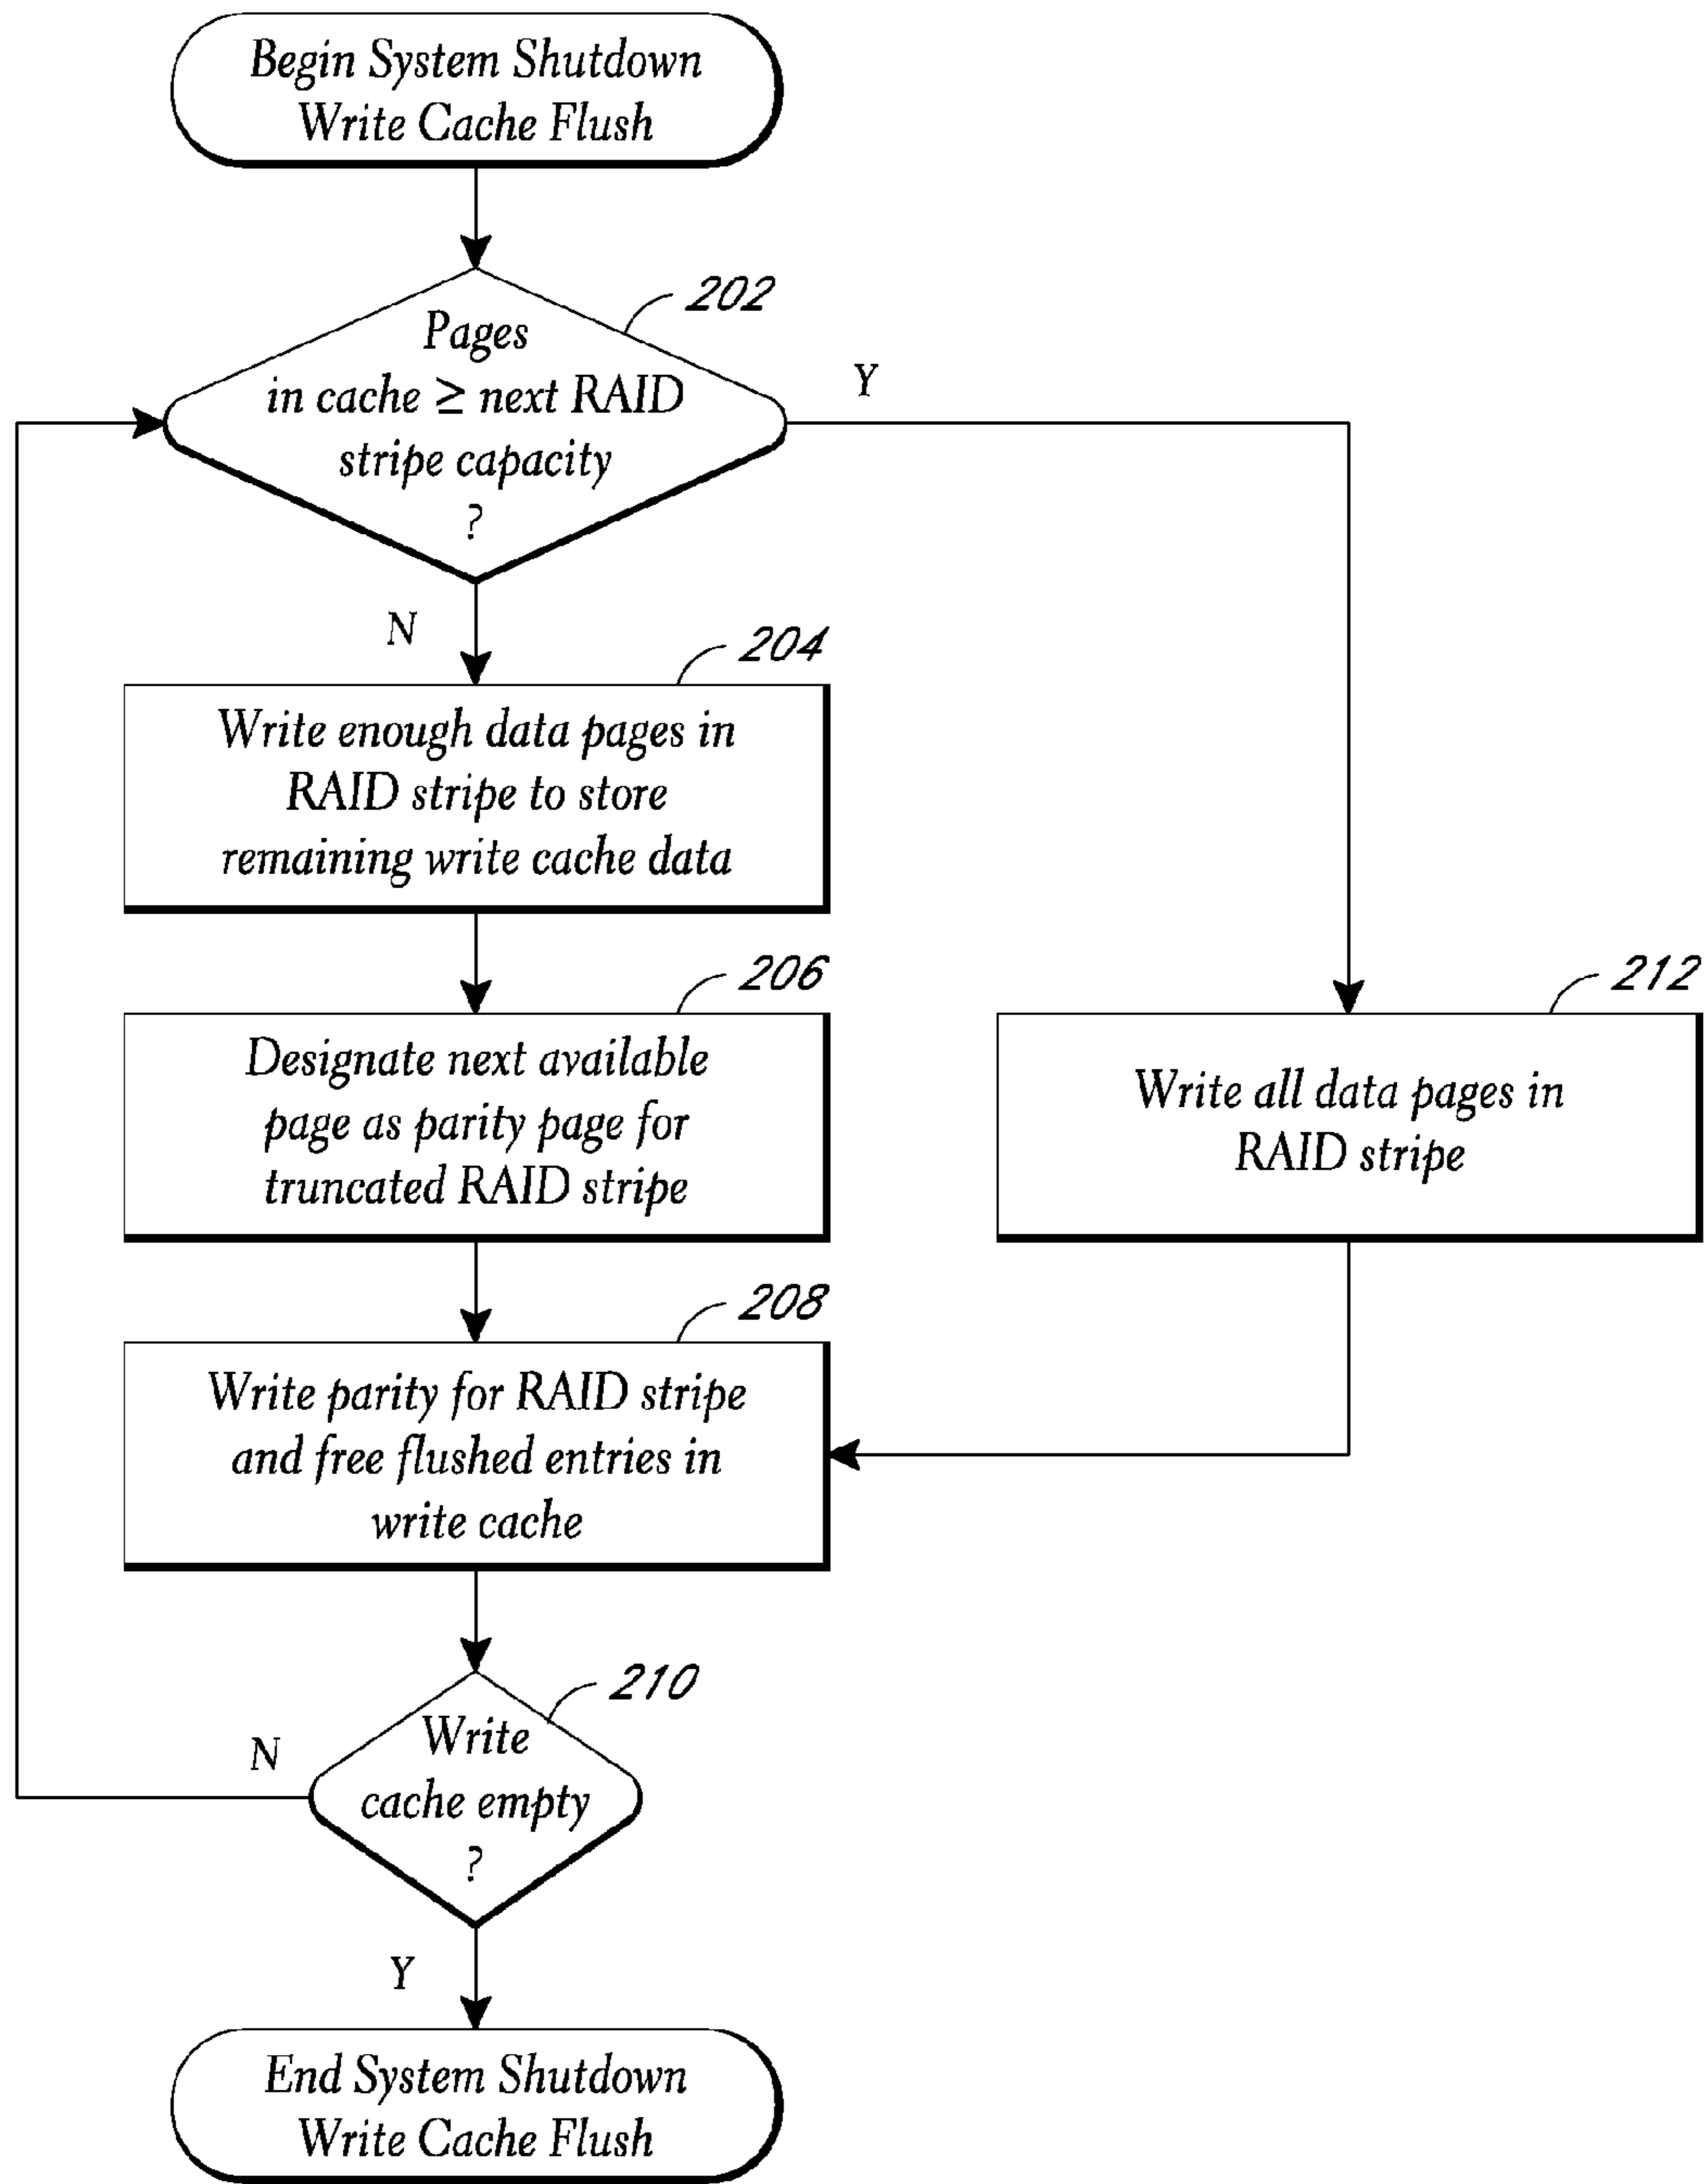 Begin System Shutdown
Write Cache Flush
202
Pages
in cache ≥ next RAID
stripe capacity
?
Y
N
204
Write enough data pages in
RAID stripe to store
remaining write cache data
206
Designate next available
page as parity page for
truncated RAID stripe
212
Write all data pages in
RAID stripe
208
Write parity for RAID stripe
and free flushed entries in
write cache
210
Write
cache empty
?
N
Y
End System Shutdown
Write Cache Flush